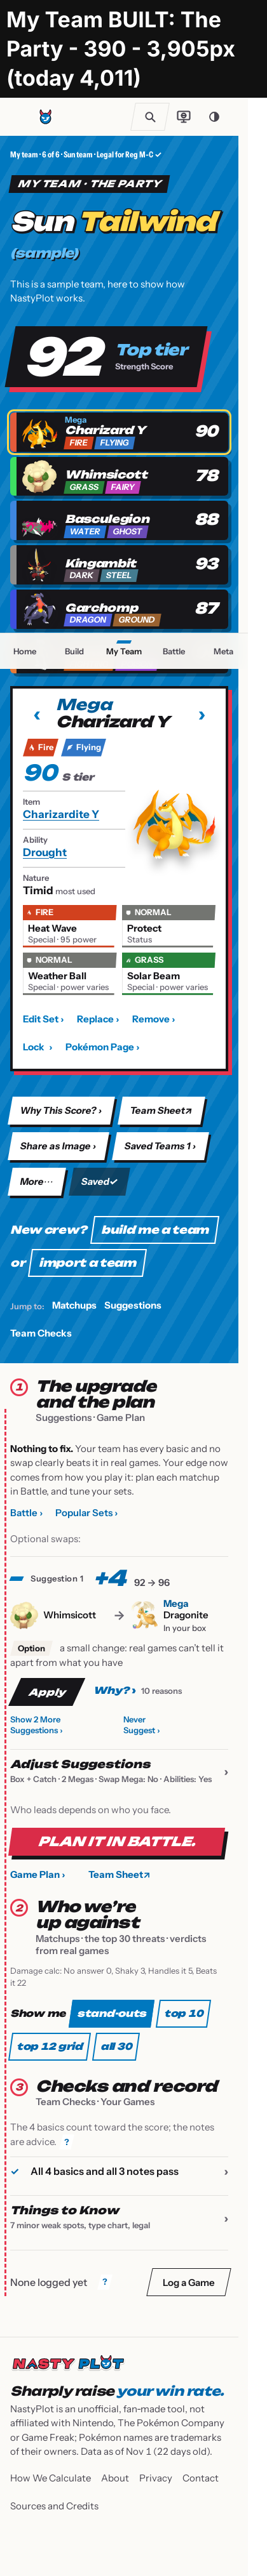 My Team BUILT: The
Party - 390 - 3,905px
(today 4,011)
My team · 6 of 6 · Sun team · Legal for Reg M-C ✓
MY TEAM · THE PARTY
Sun Tailwind
(sample)
This is a sample team, here to show how
NastyPlot works.
92
Top tier
Strength Score
Mega
Charizard Y
FIRE FLYING
90
Whimsicott
GRASS FAIRY
78
Basculegion
WATER GHOST
88
Kingambit
DARK STEEL
93
Garchomp
DRAGON GROUND
87
Home Build My Team Battle Meta
‹ Mega
Charizard Y ›
Fire Flying
90 S tier
Item
Charizardite Y
Ability
Drought
Nature
Timid most used
FIRE
Heat Wave
Special · 95 power
NORMAL
Protect
Status
NORMAL
Weather Ball
Special · power varies
GRASS
Solar Beam
Special · power varies
Edit Set › Replace › Remove ›
Lock › Pokémon Page ›
Why This Score? › Team Sheet↗
Share as Image › Saved Teams 1 ›
More··· Saved✓
New crew? build me a team
or import a team
Jump to: Matchups Suggestions
Team Checks
1 The upgrade
and the plan
Suggestions · Game Plan
Nothing to fix. Your team has every basic and no
swap clearly beats it in real games. Your edge now
comes from how you play it: plan each matchup
in Battle, and tune your sets.
Battle › Popular Sets ›
Optional swaps:
Suggestion 1 +4 92 → 96
Whimsicott → Mega
Dragonite
In your box
Option a small change: real games can't tell it
apart from what you have
Apply Why? › 10 reasons
Show 2 More
Suggestions ›
Never
Suggest ›
Adjust Suggestions ›
Box + Catch · 2 Megas · Swap Mega: No · Abilities: Yes
Who leads depends on who you face.
PLAN IT IN BATTLE.
Game Plan › Team Sheet↗
2 Who we're
up against
Matchups · the top 30 threats · verdicts
from real games
Damage calc: No answer 0, Shaky 3, Handles it 5, Beats
it 22
Show me stand-outs top 10
top 10 grid all 30
3 Checks and record
Team Checks · Your Games
The 4 basics count toward the score; the notes
are advice. ?
✓ All 4 basics and all 3 notes pass ›
Things to Know ›
7 minor weak spots, type chart, legal
None logged yet ? Log a Game
NASTY PLOT
Sharply raise your win rate.
NastyPlot is an unofficial, fan-made tool, not
affiliated with Nintendo, The Pokémon Company
or Game Freak; Pokémon names are trademarks
of their owners. Data as of Nov 1 (22 days old).
How We Calculate About Privacy Contact
Sources and Credits